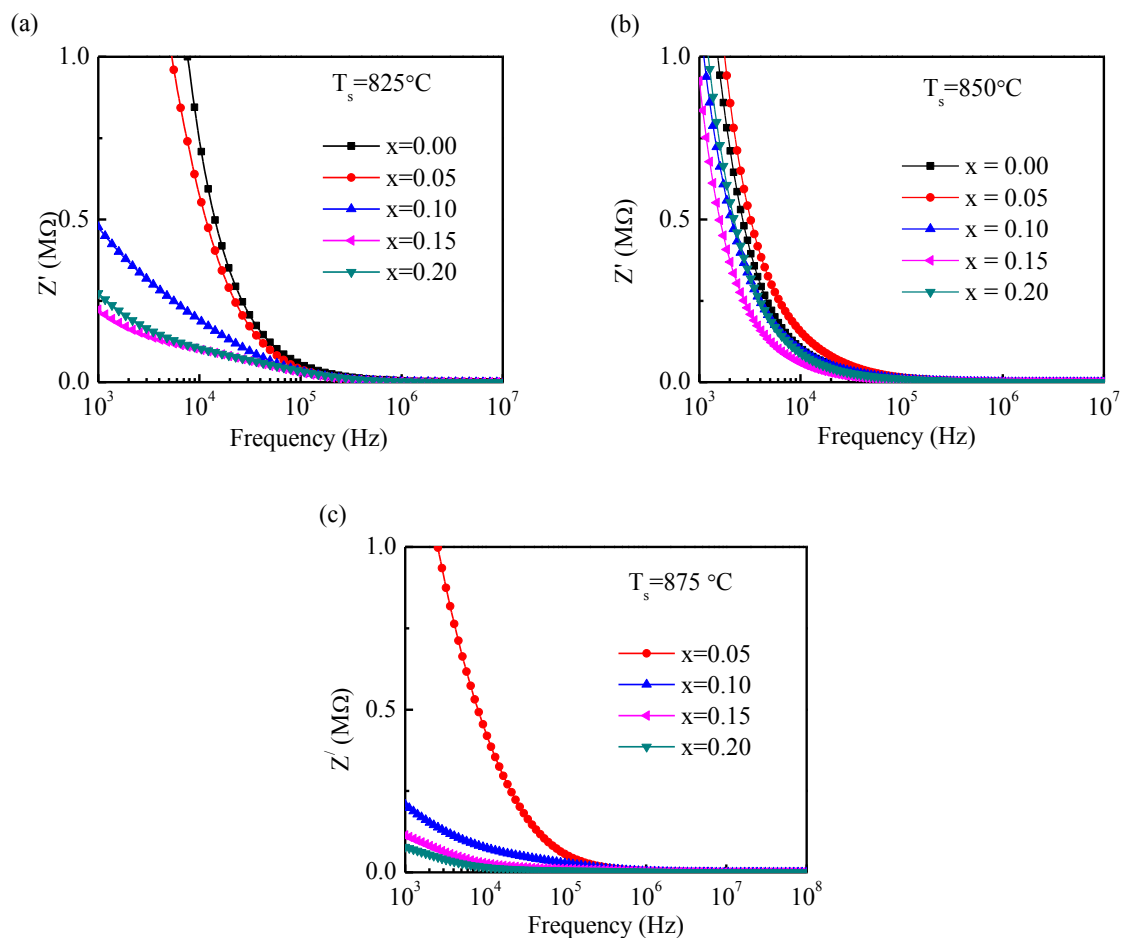 (a)
1.0
0.5
0.0
Z' (MΩ)
T_s=825°C
x=0.00
x=0.05
x=0.10
x=0.15
x=0.20
10^3
10^4
10^5
10^6
10^7
Frequency (Hz)
(b)
1.0
0.5
0.0
Z' (MΩ)
T_s=850°C
x = 0.00
x = 0.05
x = 0.10
x = 0.15
x = 0.20
10^3
10^4
10^5
10^6
10^7
Frequency (Hz)
(c)
1.0
0.5
0.0
Z/ (MΩ)
T_s=875 °C
x=0.05
x=0.10
x=0.15
x=0.20
10^3
10^4
10^5
10^6
10^7
10^8
Frequency (Hz)